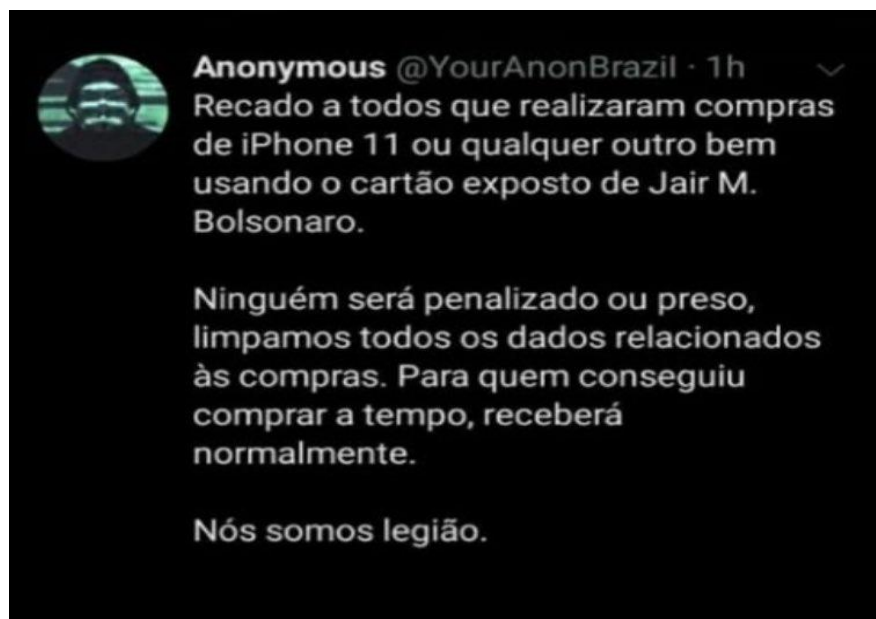 Anonymous @YourAnonBrazil · 1h
Recado a todos que realizaram compras
de iPhone 11 ou qualquer outro bem
usando o cartão exposto de Jair M.
Bolsonaro.
Ninguém será penalizado ou preso,
limpamos todos os dados relacionados
às compras. Para quem conseguiu
comprar a tempo, receberá
normalmente.
Nós somos legião.